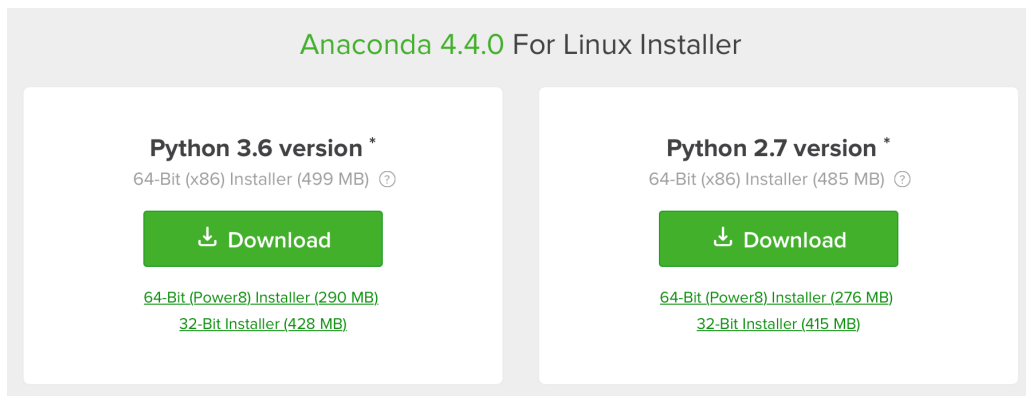 Anaconda 4.4.0 For Linux Installer
Python 3.6 version *
64-Bit (x86) Installer (499 MB) ?
Download
64-Bit (Power8) Installer (290 MB)
32-Bit Installer (428 MB)
Python 2.7 version *
64-Bit (x86) Installer (485 MB) ?
Download
64-Bit (Power8) Installer (276 MB)
32-Bit Installer (415 MB)